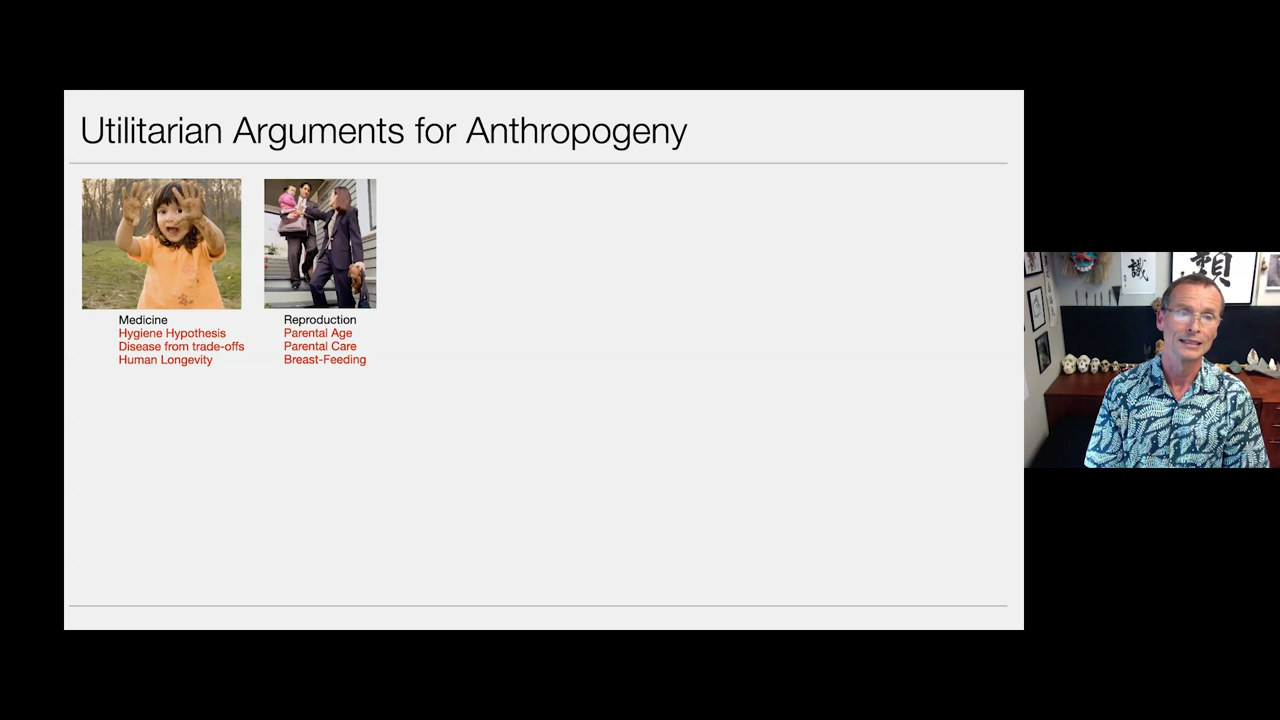 Utilitarian Arguments for Anthropogeny
Medicine
Hygiene Hypothesis
Disease from trade-offs
Human Longevity
Reproduction
Parental Age
Parental Care
Breast-Feeding
識